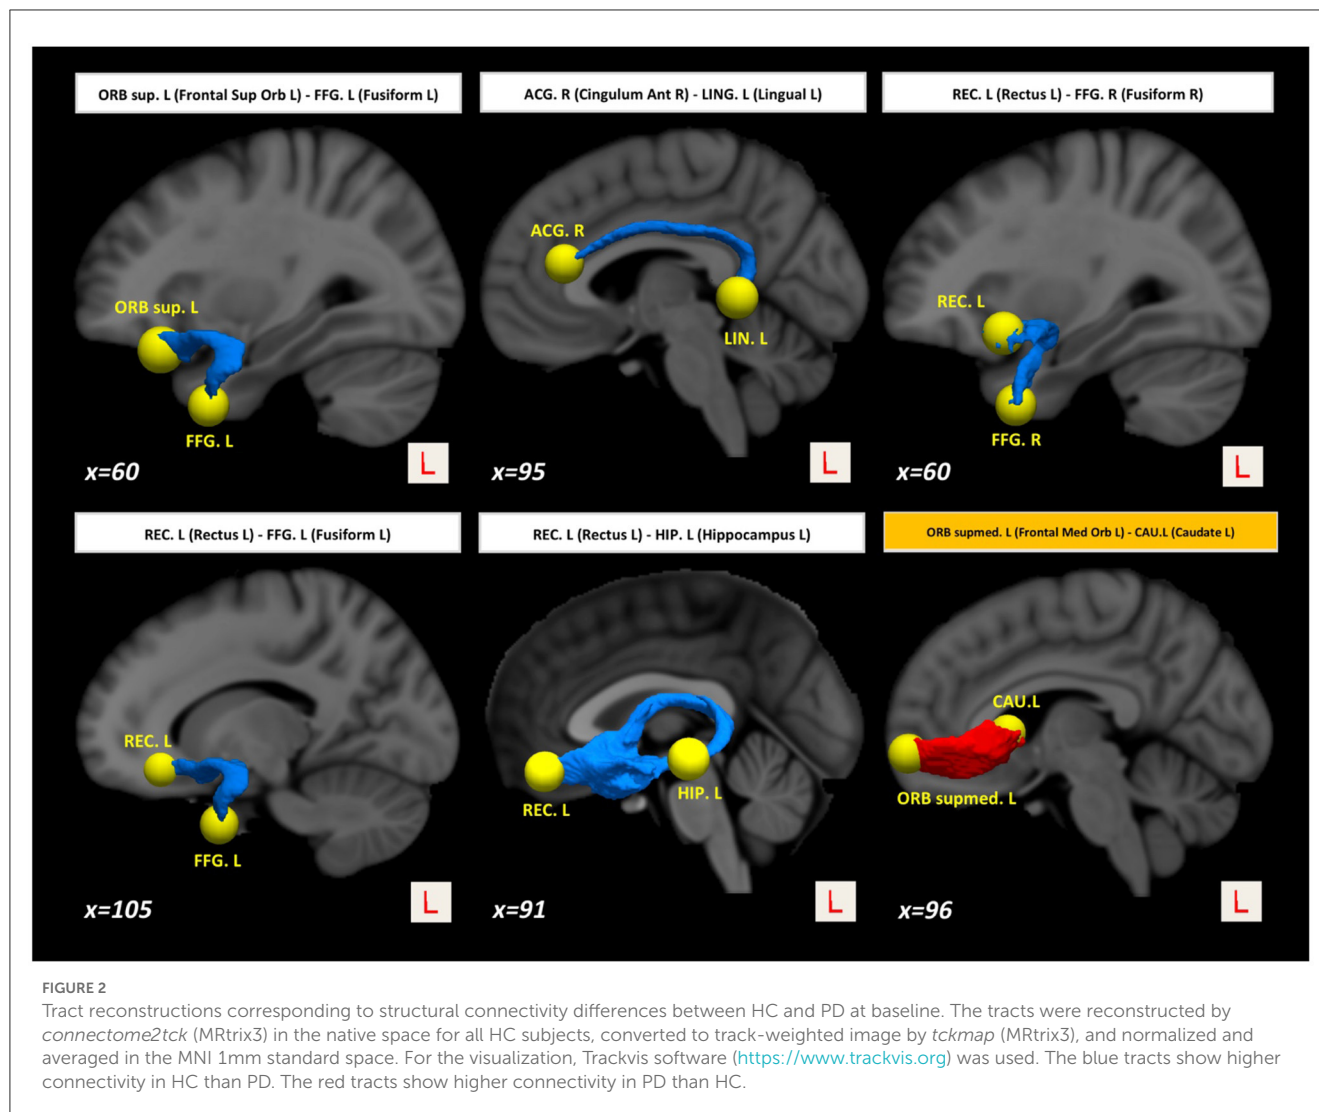 ORB sup. L (Frontal Sup Orb L) - FFG. L (Fusiform L)
ACG. R (Cingulum Ant R) - LING. L (Lingual L)
REC. L (Rectus L) - FFG. R (Fusiform R)
ORB sup. L
FFG. L
x=60
L
ACG. R
LIN. L
x=95
L
REC. L
FFG. R
x=60
L
REC. L (Rectus L) - FFG. L (Fusiform L)
REC. L (Rectus L) - HIP. L (Hippocampus L)
ORB supmed. L (Frontal Med Orb L) - CAU.L (Caudate L)
REC. L
FFG. L
x=105
L
REC. L
HIP. L
x=91
L
CAU.L
ORB supmed. L
x=96
L
FIGURE 2
Tract reconstructions corresponding to structural connectivity differences between HC and PD at baseline. The tracts were reconstructed by
connectome2tck (MRtrix3) in the native space for all HC subjects, converted to track-weighted image by tckmap (MRtrix3), and normalized and
averaged in the MNI 1mm standard space. For the visualization, Trackvis software (https://www.trackvis.org) was used. The blue tracts show higher
connectivity in HC than PD. The red tracts show higher connectivity in PD than HC.